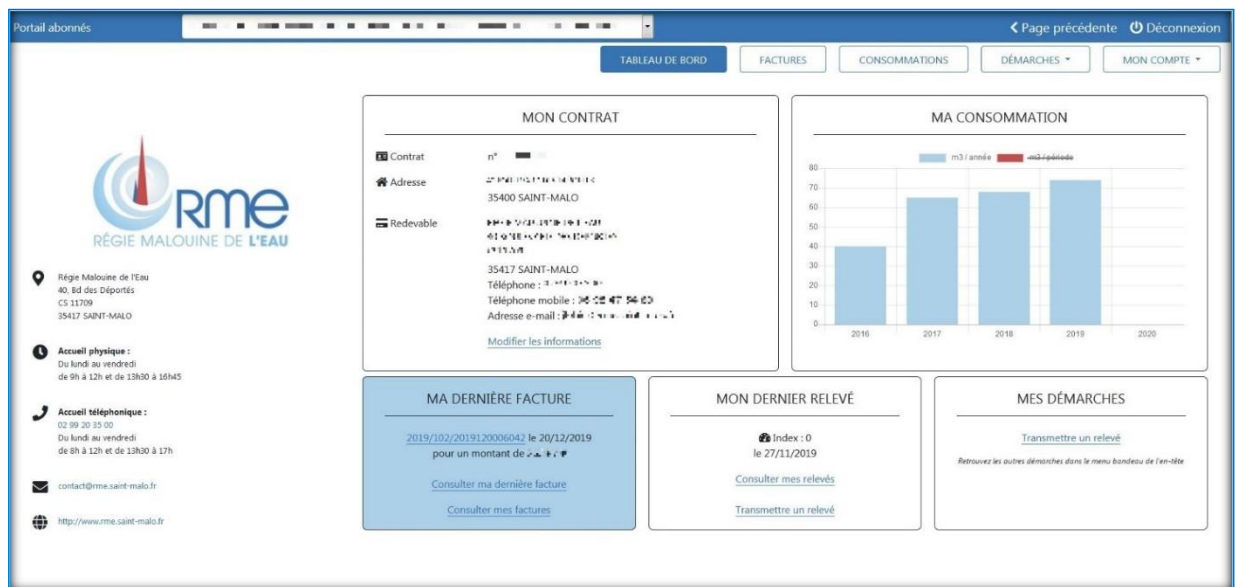 Portail abonnés
Page précédente
Déconnexion
TABLEAU DE BORD
FACTURES
CONSOMMATIONS
DÉMARCHES
MON COMPTE
rme
RÉGIE MALOUINE DE L'EAU
Régie Malouine de l'Eau
40, Bd des Déportés
CS 11709
35417 SAINT-MALO
Accueil physique :
Du lundi au vendredi
de 9h à 12h et de 13h30 à 16h45
Accueil téléphonique :
02 99 20 35 00
Du lundi au vendredi
de 8h à 12h et de 13h30 à 17h
contact@rme.saint-malo.fr
http://www.rme.saint-malo.fr
MON CONTRAT
Contrat n°
Adresse
35400 SAINT-MALO
Redevable
35417 SAINT-MALO
Téléphone :
Téléphone mobile :
Adresse e-mail :
Modifier les informations
MA CONSOMMATION
m3 / année m3 / période
80
70
60
50
40
30
20
10
0
2016 2017 2018 2019 2020
MA DERNIÈRE FACTURE
2019/102/2019120006042 le 20/12/2019
pour un montant de
Consulter ma dernière facture
Consulter mes factures
MON DERNIER RELEVÉ
Index : 0
le 27/11/2019
Consulter mes relevés
Transmettre un relevé
MES DÉMARCHES
Transmettre un relevé
Retrouvez les autres démarches dans le menu bandeau de l'en-tête